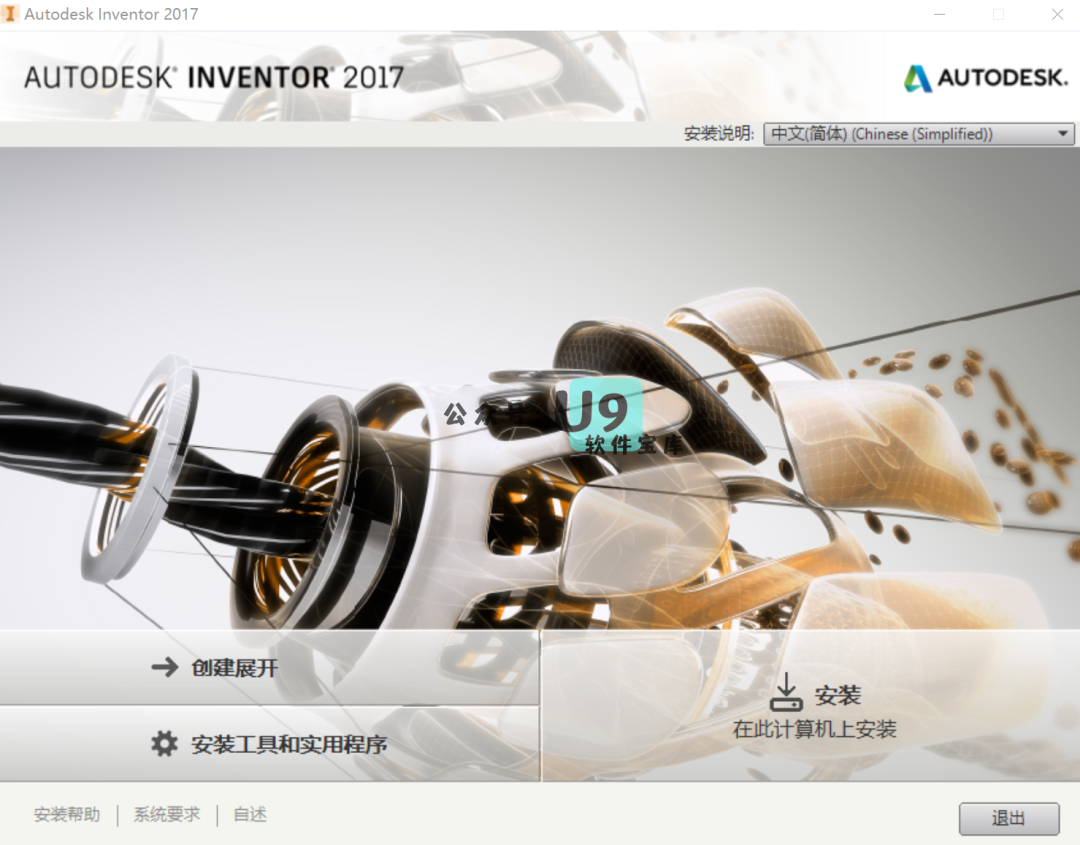 Autodesk Inventor 2017
AUTODESK® INVENTOR® 2017
AUTODESK.
安装说明: 中文(简体) (Chinese (Simplified))
公众号 U9
软件宝库
创建展开
安装工具和实用程序
安装
在此计算机上安装
安装帮助 | 系统要求 | 自述
退出